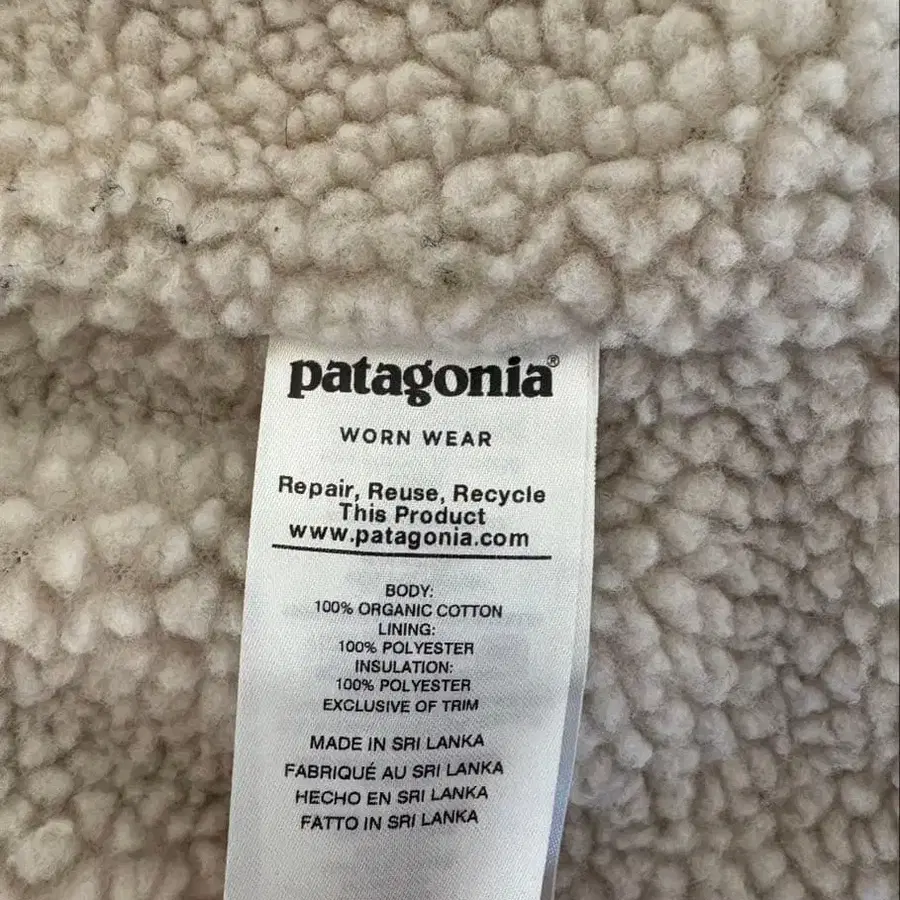 patagonia®
WORN WEAR
Repair, Reuse, Recycle
This Product
www.patagonia.com
BODY:
100% ORGANIC COTTON
LINING:
100% POLYESTER
INSULATION:
100% POLYESTER
EXCLUSIVE OF TRIM
MADE IN SRI LANKA
FABRIQUÉ AU SRI LANKA
HECHO EN SRI LANKA
FATTO IN SRI LANKA